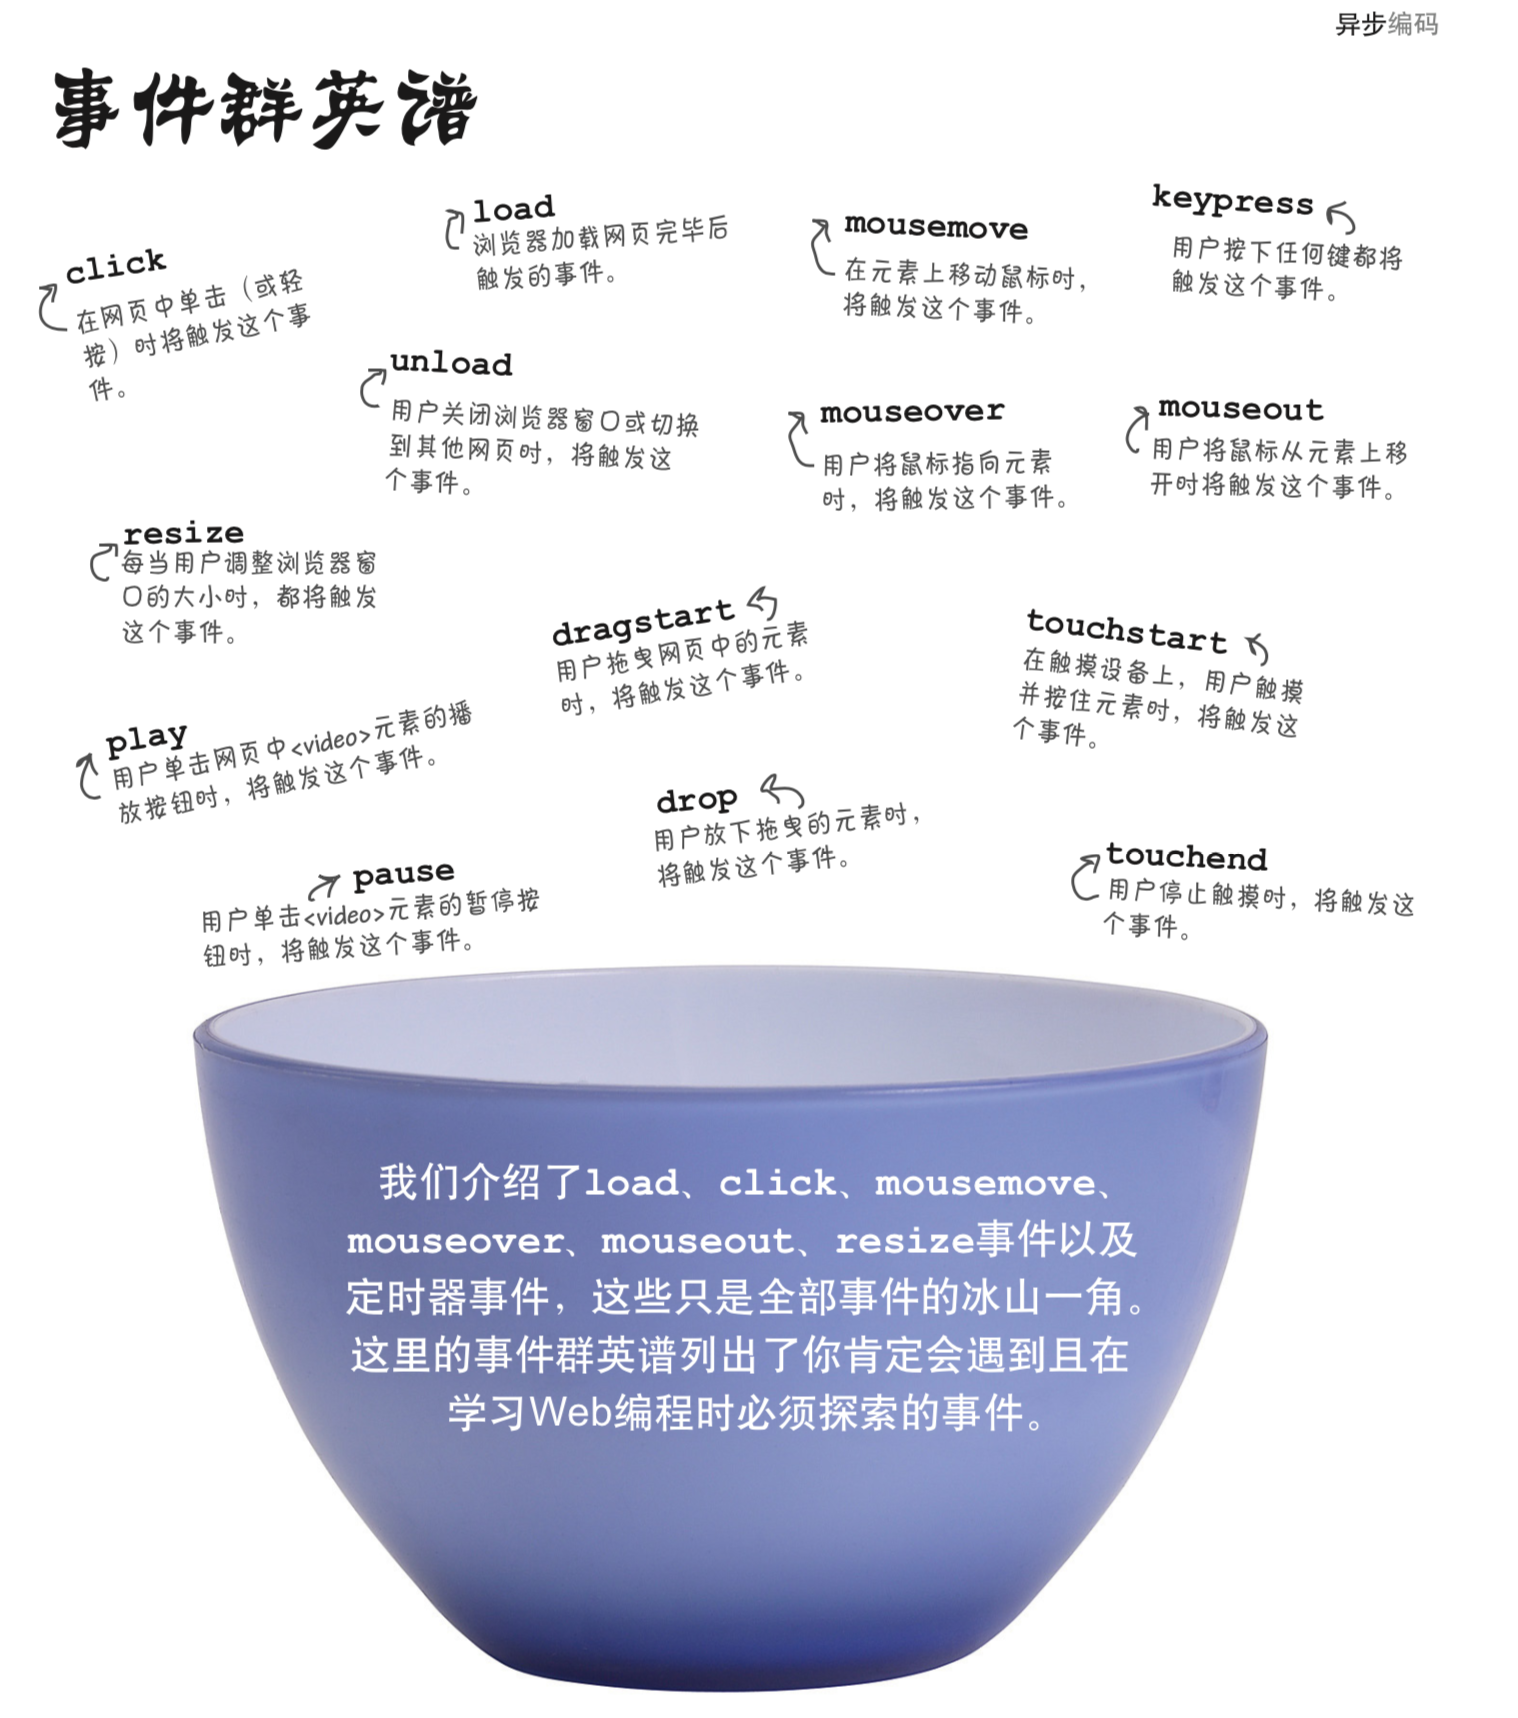 异步编码
事件群英谱
click
在网页中单击（或轻
按）时将触发这个事
件。
load
浏览器加载网页完毕后
触发的事件。
mousemove
在元素上移动鼠标时，
将触发这个事件。
keypress
用户按下任何键都将
触发这个事件。
unload
用户关闭浏览器窗口或切换
到其他网页时，将触发这
个事件。
mouseover
用户将鼠标指向元素
时，将触发这个事件。
mouseout
用户将鼠标从元素上移
开时将触发这个事件。
resize
每当用户调整浏览器窗
口的大小时，都将触发
这个事件。
dragstart
用户拖曳网页中的元素
时，将触发这个事件。
touchstart
在触摸设备上，用户触摸
并按住元素时，将触发这
个事件。
play
用户单击网页中<video>元素的播
放按钮时，将触发这个事件。
drop
用户放下拖曳的元素时，
将触发这个事件。
pause
用户单击<video>元素的暂停按
钮时，将触发这个事件。
touchend
用户停止触摸时，将触发这
个事件。
我们介绍了load、click、mousemove、
mouseover、mouseout、resize事件以及
定时器事件，这些只是全部事件的冰山一角。
这里的事件群英谱列出了你肯定会遇到且在
学习Web编程时必须探索的事件。